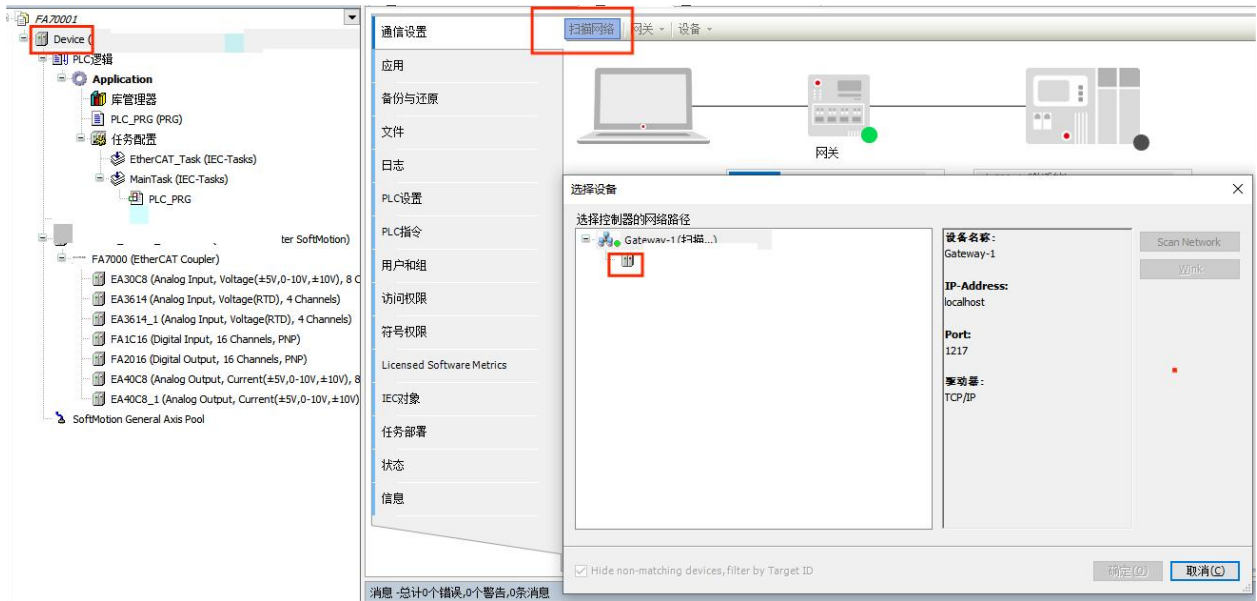 FA70001
Device (
PLC逻辑
Application
库管理器
PLC_PRG (PRG)
任务配置
EtherCAT_Task (IEC-Tasks)
MainTask (IEC-Tasks)
PLC_PRG
ter SoftMotion)
FA7000 (EtherCAT Coupler)
EA30C8 (Analog Input, Voltage(±5V,0-10V,±10V), 8 C
EA3614 (Analog Input, Voltage(RTD), 4 Channels)
EA3614_1 (Analog Input, Voltage(RTD), 4 Channels)
FA1C16 (Digital Input, 16 Channels, PNP)
FA2016 (Digital Output, 16 Channels, PNP)
EA40C8 (Analog Output, Current(±5V,0-10V,±10V), 8
EA40C8_1 (Analog Output, Current(±5V,0-10V,±10V)
SoftMotion General Axis Pool
通信设置
应用
备份与还原
文件
日志
PLC设置
PLC指令
用户和组
访问权限
符号权限
Licensed Software Metrics
IEC对象
任务部署
状态
信息
扫描网络 网关 设备
网关
选择设备
选择控制器的网络路径
Gateway-1(扫描...)
设备名称:
Gateway-1
IP-Address:
localhost
Port:
1217
驱动器:
TCP/IP
Scan Network
Wink
Hide non-matching devices, filter by Target ID
确定(O) 取消(C)
消息 -总计0个错误,0个警告,0条消息